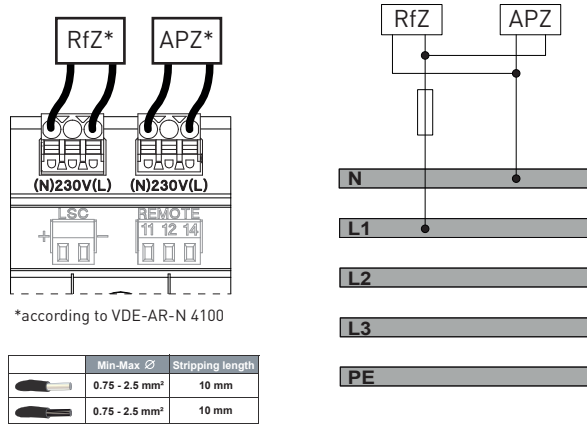 RfZ* APZ*
(N)230V(L) (N)230V(L)
LSC REMOTE
+ - 11 12 14
*according to VDE-AR-N 4100
Min-Max Ø Stripping length
0.75 - 2.5 mm² 10 mm
0.75 - 2.5 mm² 10 mm
RfZ APZ
N
L1
L2
L3
PE